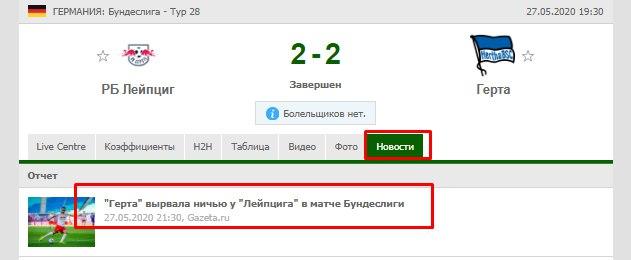 ГЕРМАНИЯ: Бундеслига - Тур 28 27.05.2020 19:30
2 - 2
Hertha BSC
Завершен
РБ Лейпциг Герта
Болельщиков нет.
Live Centre Коэффициенты H2H Таблица Видео Фото Новости
Отчет
"Герта" вырвала ничью у "Лейпцига" в матче Бундеслиги
27.05.2020 21:30, Gazeta.ru